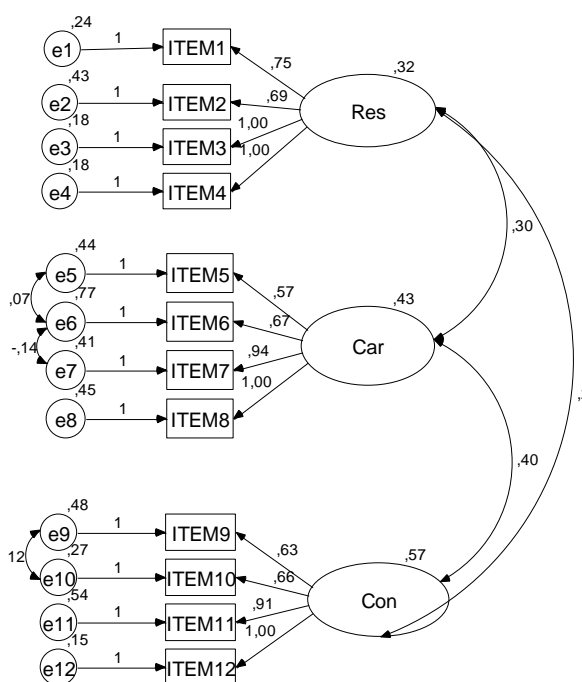 ,24
e1 1 ITEM1
,75
,32
,43
e2 1 ITEM2
,69
Res
,18
e3 1 ITEM3
1,00
,18
e4 1 ITEM4
1,00
,30
,44
e5 1 ITEM5
,57
,43
,07
,77
e6 1 ITEM6
,67
Car
-,14
,41
e7 1 ITEM7
,94
,45
e8 1 ITEM8
1,00
,40
,48
e9 1 ITEM9
,63
,57
12
,27
e10 1 ITEM10
,66
Con
,54
e11 1 ITEM11
,91
,15
e12 1 ITEM12
1,00